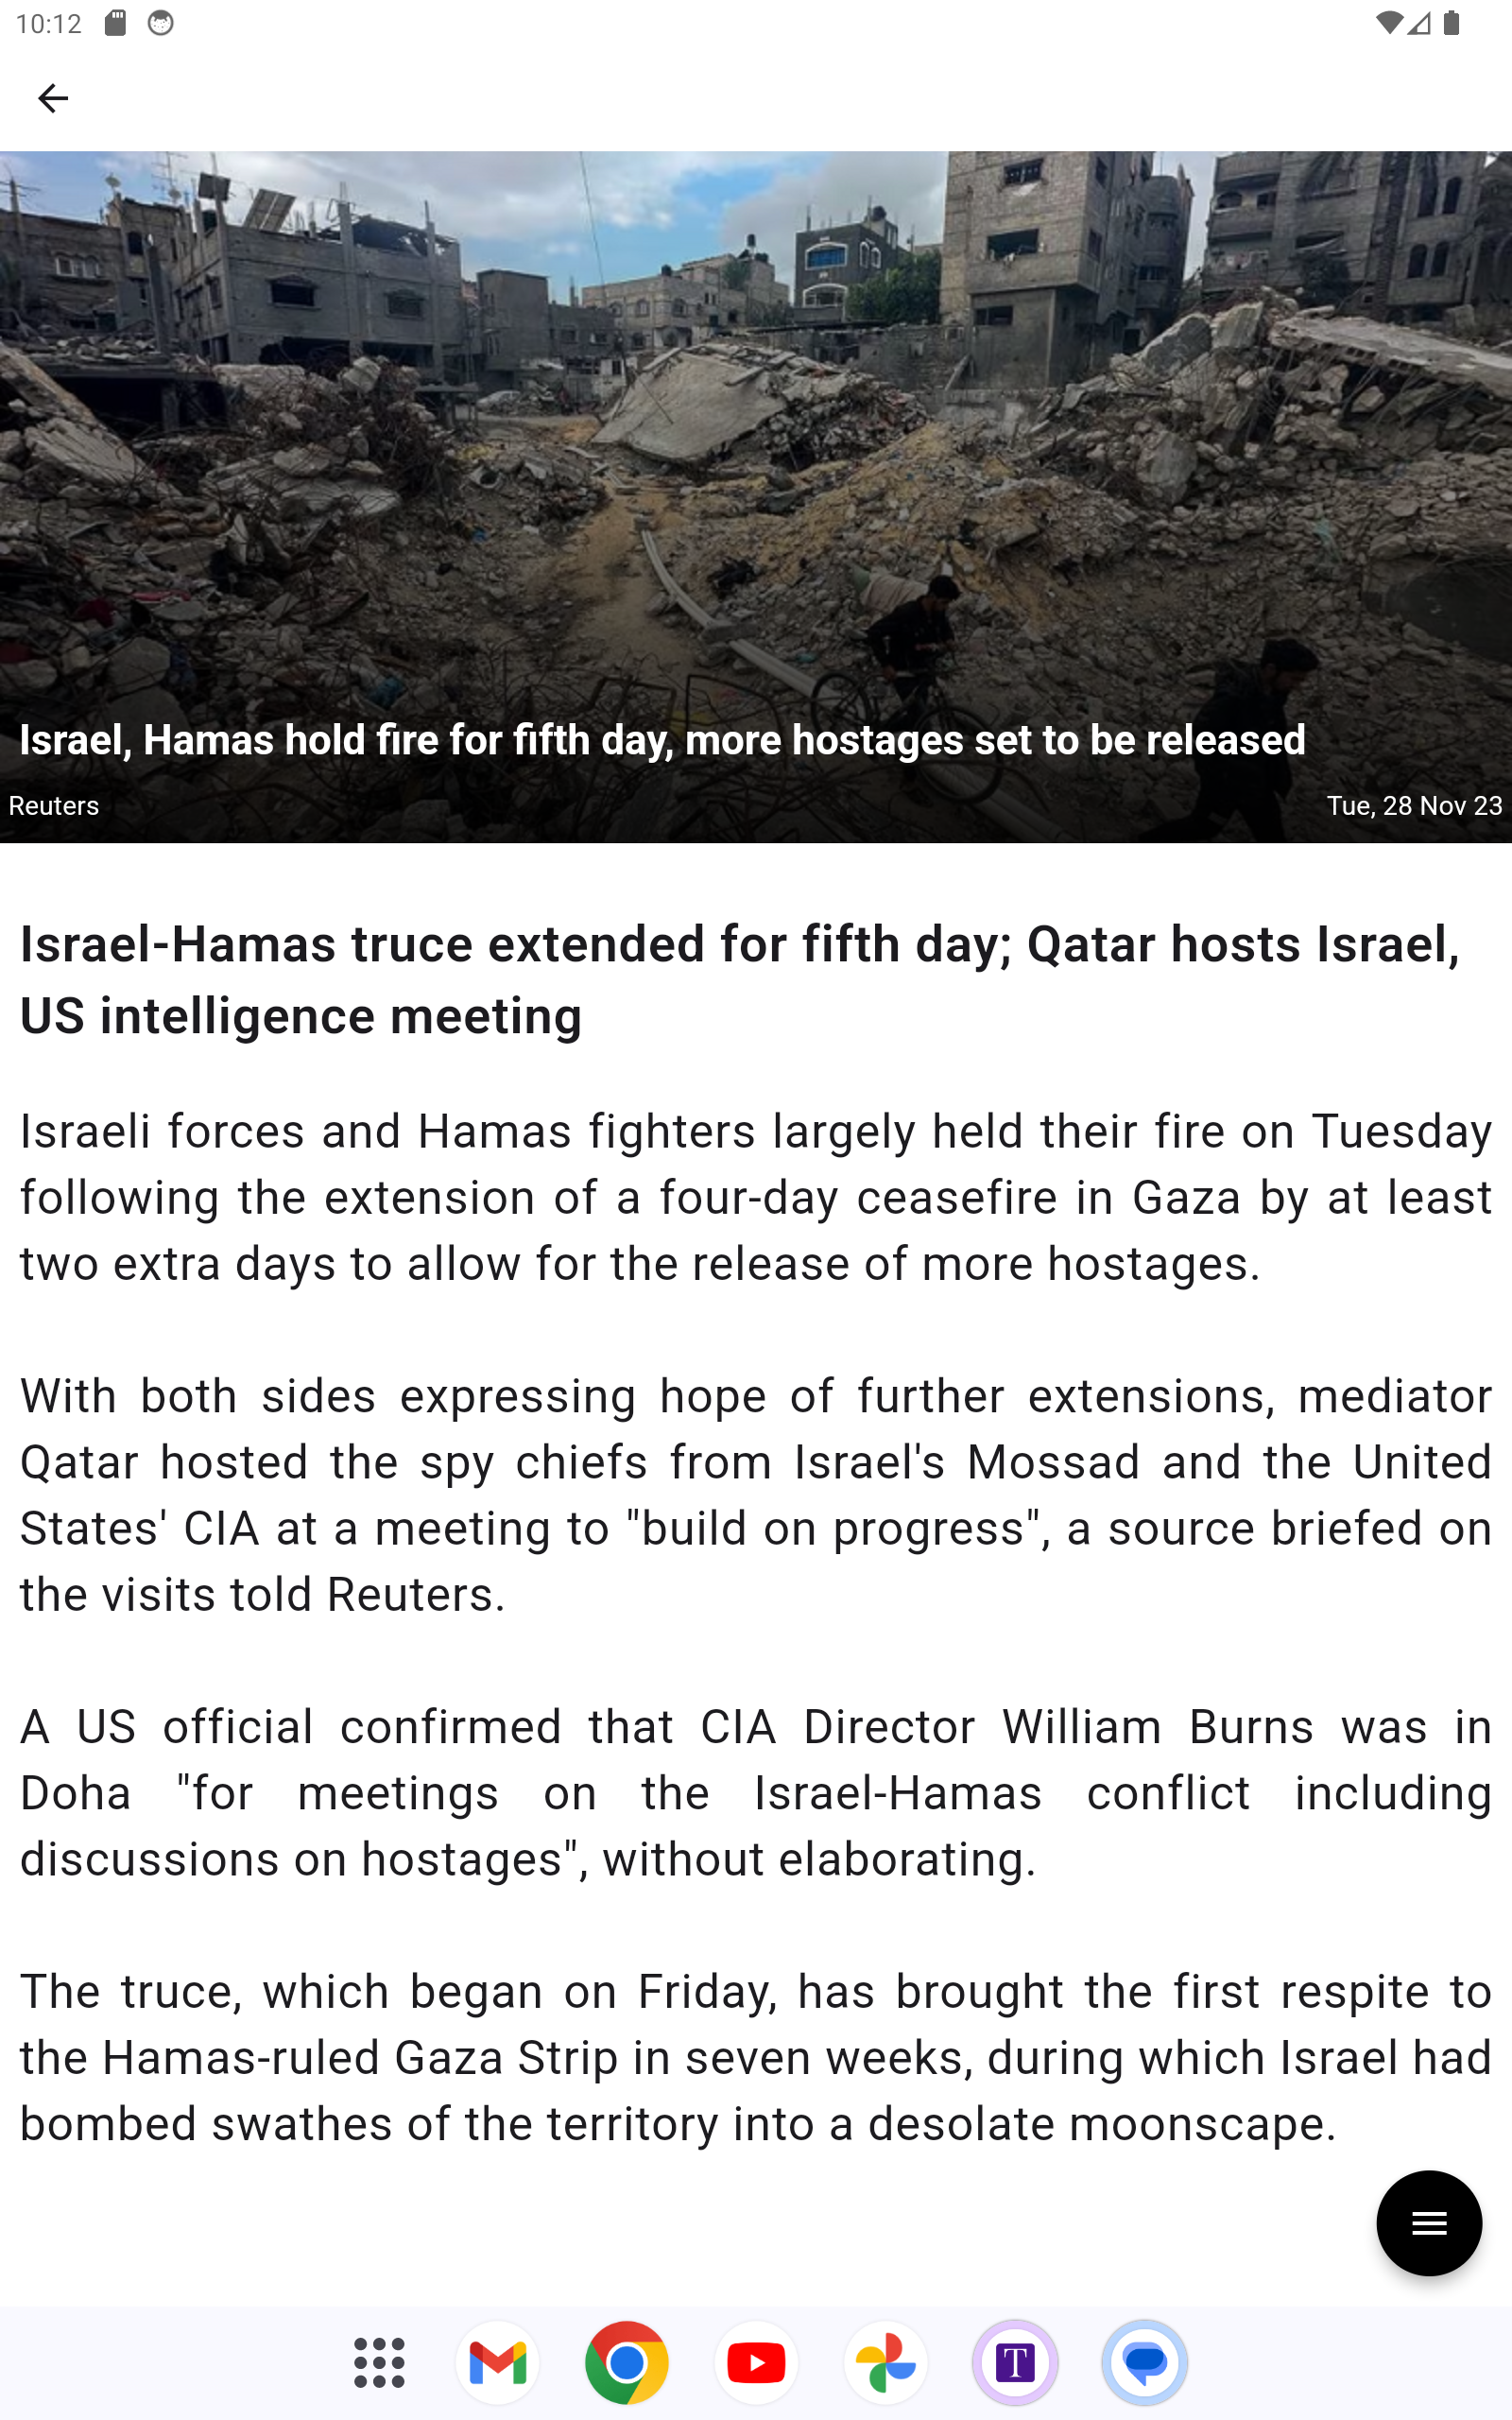 10:12
Israel, Hamas hold fire for fifth day, more hostages set to be released
Reuters
Tue, 28 Nov 23
Israel-Hamas truce extended for fifth day; Qatar hosts Israel,
US intelligence meeting
Israeli forces and Hamas fighters largely held their fire on Tuesday
following the extension of a four-day ceasefire in Gaza by at least
two extra days to allow for the release of more hostages.
With both sides expressing hope of further extensions, mediator
Qatar hosted the spy chiefs from Israel's Mossad and the United
States' CIA at a meeting to "build on progress", a source briefed on
the visits told Reuters.
A US official confirmed that CIA Director William Burns was in
Doha "for meetings on the Israel-Hamas conflict including
discussions on hostages", without elaborating.
The truce, which began on Friday, has brought the first respite to
the Hamas-ruled Gaza Strip in seven weeks, during which Israel had
bombed swathes of the territory into a desolate moonscape.
T